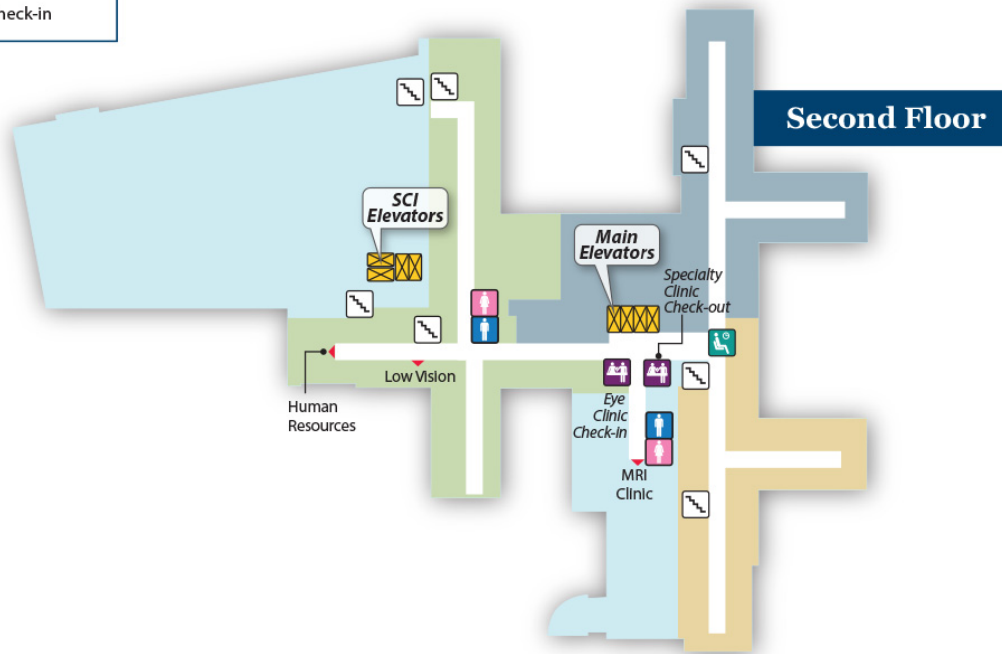 heck-in
Second Floor
SCI
Elevators
Main
Elevators
Specialty
Clinic
Check-out
Low Vision
Human
Resources
Eye
Clinic
Check-in
MRI
Clinic